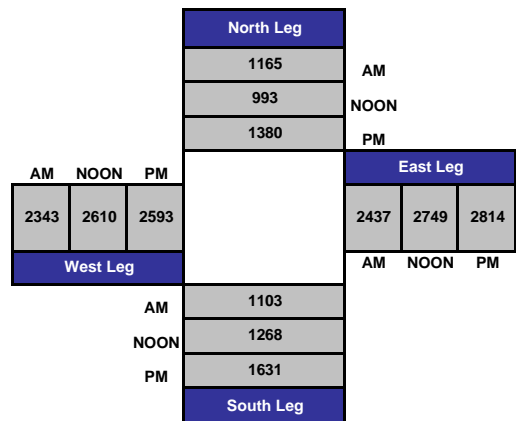 North Leg
1165 AM
993 NOON
1380 PM
AM NOON PM
East Leg
2343 2610 2593
2437 2749 2814
West Leg
AM NOON PM
AM 1103
NOON 1268
PM 1631
South Leg